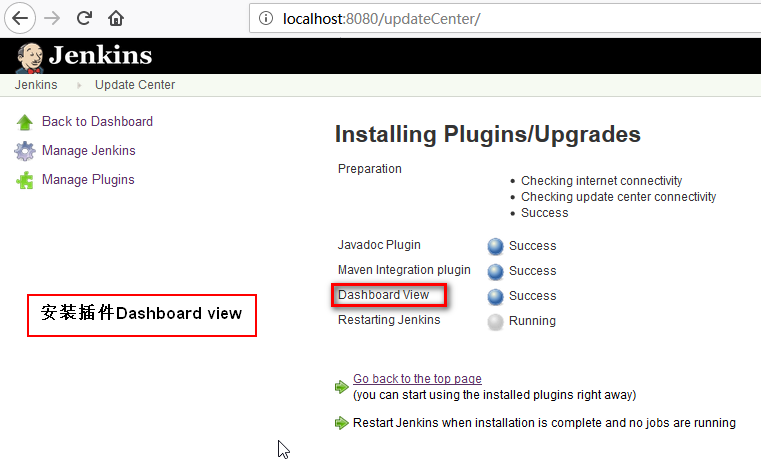 localhost:8080/updateCenter/
Jenkins
Jenkins Update Center
Back to Dashboard
Manage Jenkins
Manage Plugins
Installing Plugins/Upgrades
Preparation
Checking internet connectivity
Checking update center connectivity
Success
Javadoc Plugin Success
Maven Integration plugin Success
Dashboard View Success
Restarting Jenkins Running
安装插件Dashboard view
Go back to the top page
(you can start using the installed plugins right away)
Restart Jenkins when installation is complete and no jobs are running